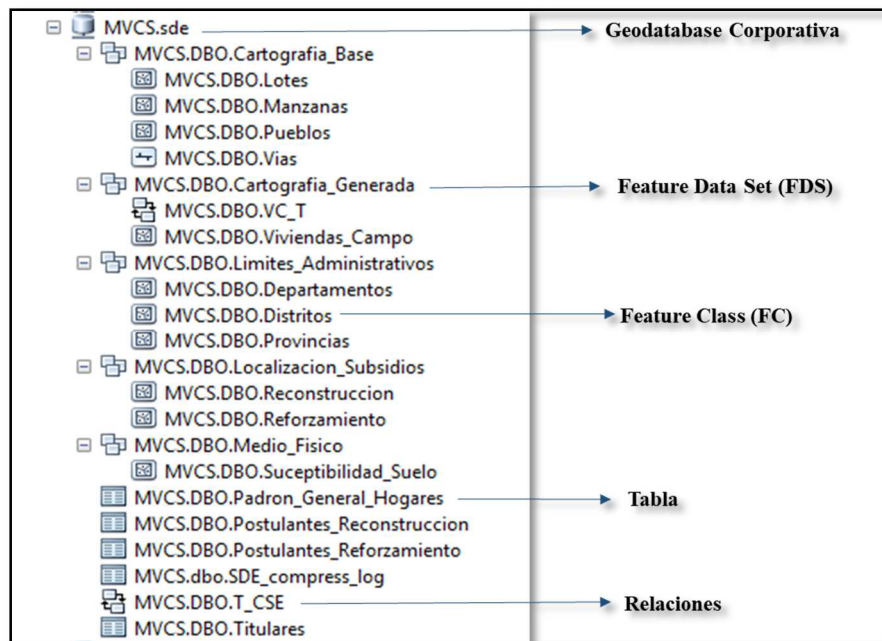 MVCS.sde Geodatabase Corporativa
MVCS.DBO.Cartografia_Base
MVCS.DBO.Lotes
MVCS.DBO.Manzanas
MVCS.DBO.Pueblos
MVCS.DBO.Vias
MVCS.DBO.Cartografia_Generada Feature Data Set (FDS)
MVCS.DBO.VC_T
MVCS.DBO.Viviendas_Campo
MVCS.DBO.Limites_Administrativos
MVCS.DBO.Departamentos
MVCS.DBO.Distritos Feature Class (FC)
MVCS.DBO.Provincias
MVCS.DBO.Localizacion_Subsidios
MVCS.DBO.Reconstruccion
MVCS.DBO.Reforzamiento
MVCS.DBO.Medio_Fisico
MVCS.DBO.Suceptibilidad_Suelo
MVCS.DBO.Padron_General_Hogares Tabla
MVCS.DBO.Postulantes_Reconstruccion
MVCS.DBO.Postulantes_Reforzamiento
MVCS.dbo.SDE_compress_log
MVCS.DBO.T_CSE Relaciones
MVCS.DBO.Titulares